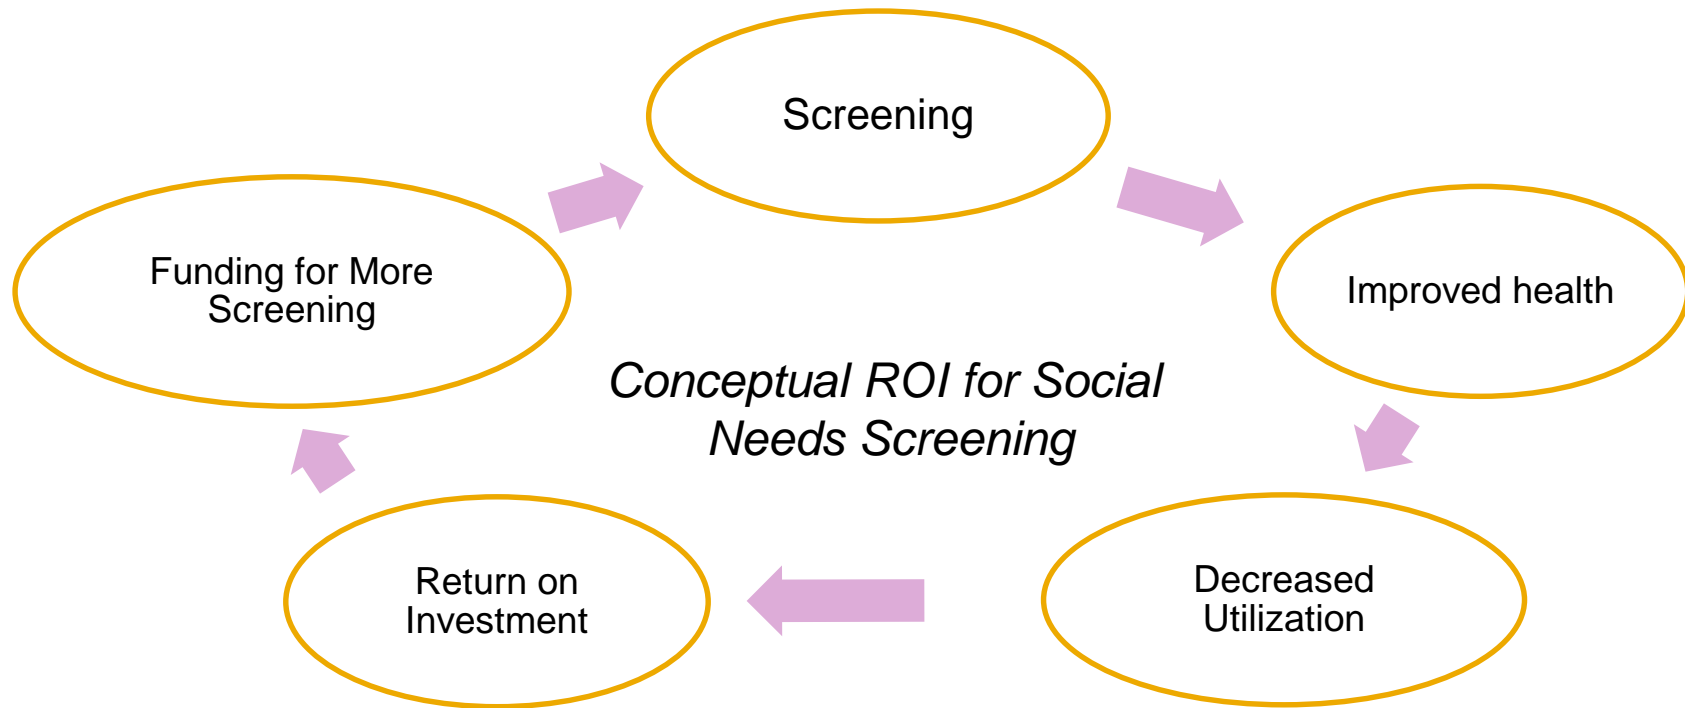 Screening
Improved health
Decreased
Utilization
Return on
Investment
Funding for More
Screening
Conceptual ROI for Social
Needs Screening